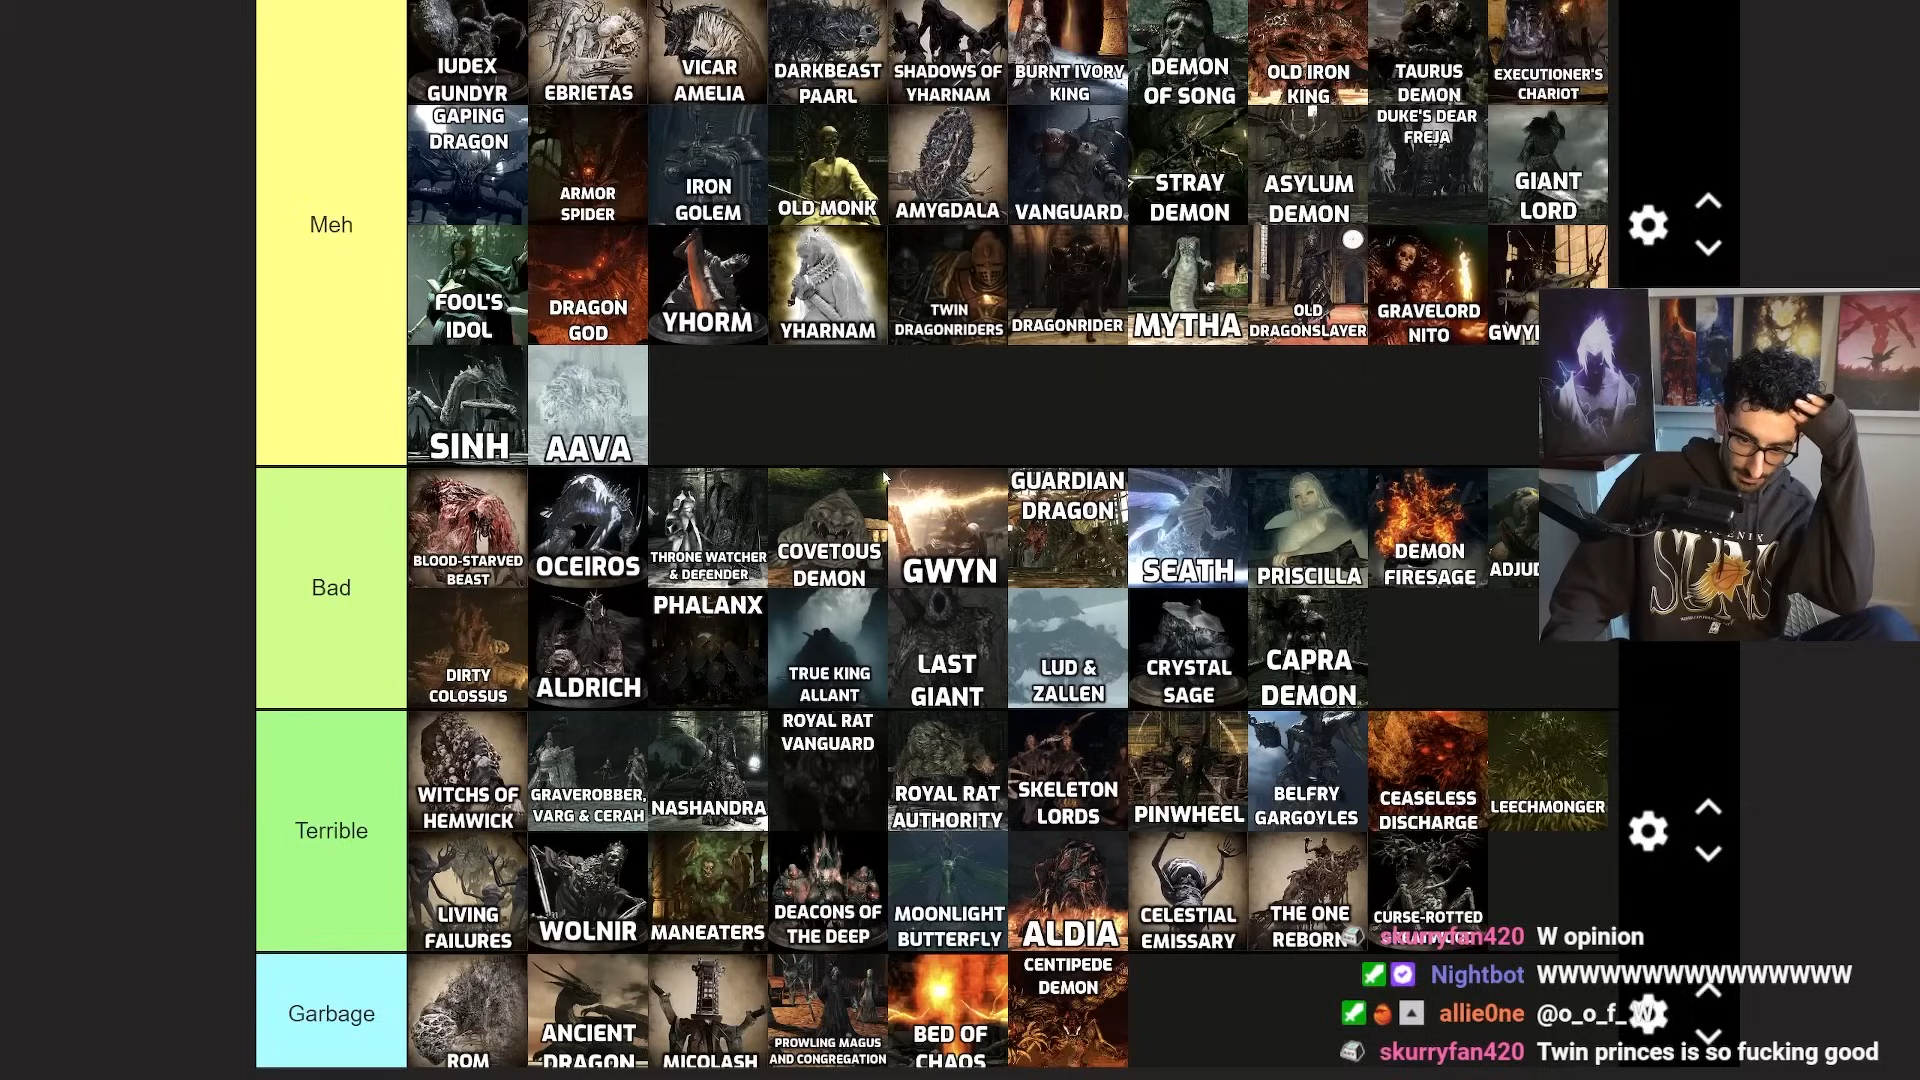 Meh
IUDEX
GUNDYR
EBRIETAS
VICAR
AMELIA
DARKBEAST
PAARL
SHADOWS OF
YHARNAM
BURNT IVORY
KING
DEMON
OF SONG
OLD IRON
KING
TAURUS
DEMON
EXECUTIONER'S
CHARIOT
GAPING
DRAGON
ARMOR
SPIDER
IRON
GOLEM
OLD MONK
AMYGDALA
VANGUARD
STRAY
DEMON
ASYLUM
DEMON
DUKE'S DEAR
FREJA
GIANT
LORD
FOOL'S
IDOL
DRAGON
GOD
YHORM
YHARNAM
TWIN
DRAGONRIDERS
DRAGONRIDER
MYTHA
OLD
DRAGONSLAYER
GRAVELORD
NITO
SINH
AAVA
Bad
BLOOD-STARVED
BEAST
OCEIROS
THRONE WATCHER
& DEFENDER
COVETOUS
DEMON
GWYN
GUARDIAN
DRAGON
SEATH
PRISCILLA
DEMON
FIRESAGE
DIRTY
COLOSSUS
ALDRICH
PHALANX
TRUE KING
ALLANT
LAST
GIANT
LUD &
ZALLEN
CRYSTAL
SAGE
CAPRA
DEMON
SUNS
Terrible
WITCHS OF
HEMWICK
GRAVEROBBER,
VARG & CERAH
NASHANDRA
ROYAL RAT
VANGUARD
ROYAL RAT
AUTHORITY
SKELETON
LORDS
PINWHEEL
BELFRY
GARGOYLES
CEASELESS
DISCHARGE
LEECHMONGER
LIVING
FAILURES
WOLNIR
MANEATERS
DEACONS OF
THE DEEP
MOONLIGHT
BUTTERFLY
ALDIA
CELESTIAL
EMISSARY
THE ONE
REBORN
CURSE-ROTTED
Garbage
ROM
ANCIENT
DRAGON
MICOLASH
PROWLING MAGUS
AND CONGREGATION
BED OF
CHAOS
CENTIPEDE
DEMON
skurryfan420 W opinion
Nightbot WWWWWWWWWWWWWWWW
allie0ne @o_o_f_
skurryfan420 Twin princes is so fucking good